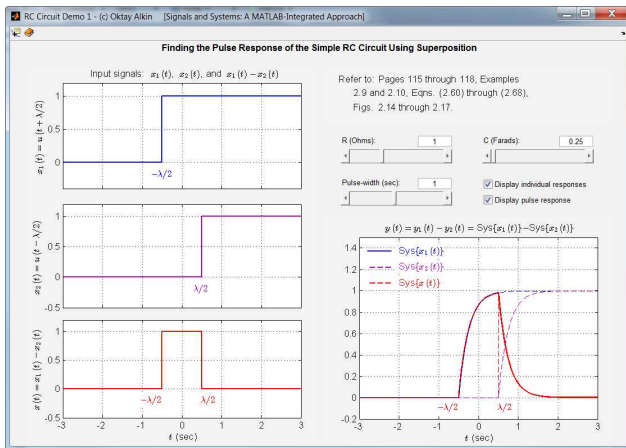 RC Circuit Demo 1 - (c) Oktay Alkin [Signals and Systems: A MATLAB-Integrated Approach]
Finding the Pulse Response of the Simple RC Circuit Using Superposition
Input signals: x₁(t), x₂(t), and x₁(t) − x₂(t)
x₁(t) = u(t + λ/2)
1
0.5
0
-0.5
−λ/2
x₂(t) = u(t − λ/2)
1
0.5
0
-0.5
λ/2
x(t) = x₁(t) − x₂(t)
1
0.5
0
-0.5
−λ/2
λ/2
-3 -2 -1 0 1 2 3
t (sec)
Refer to: Pages 115 through 118, Examples
2.9 and 2.10, Eqns. (2.60) through (2.68),
Figs. 2.14 through 2.17.
R (Ohms): 1
C (Farads): 0.25
Pulse-width (sec): 1
Display individual responses
Display pulse response
y(t) = y₁(t) − y₂(t) = Sys{x₁(t)}−Sys{x₂(t)}
Sys{x₁(t)}
Sys{x₂(t)}
Sys{x(t)}
1.4
1.2
1
0.8
0.6
0.4
0.2
0
-0.2
−λ/2
λ/2
-3 -2 -1 0 1 2 3
t (sec)